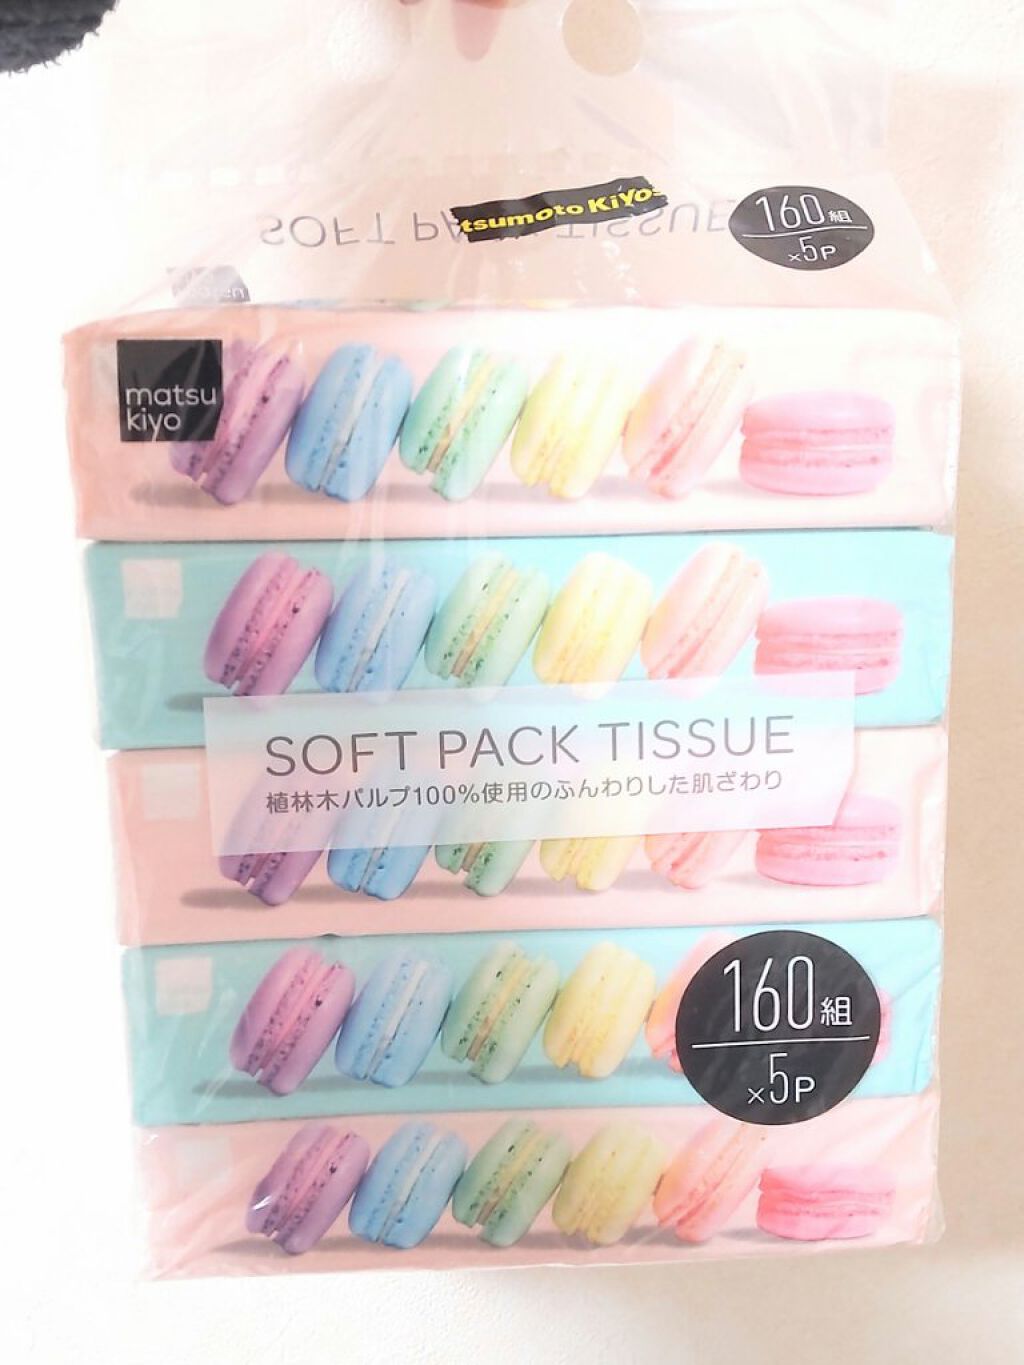 tsumoto KiYos
SOFT PACK TISSUE
160組
×5P
matsu
kiyo
SOFT PACK TISSUE
植林木パルプ100%使用のふんわりした肌ざわり
160組
×5P